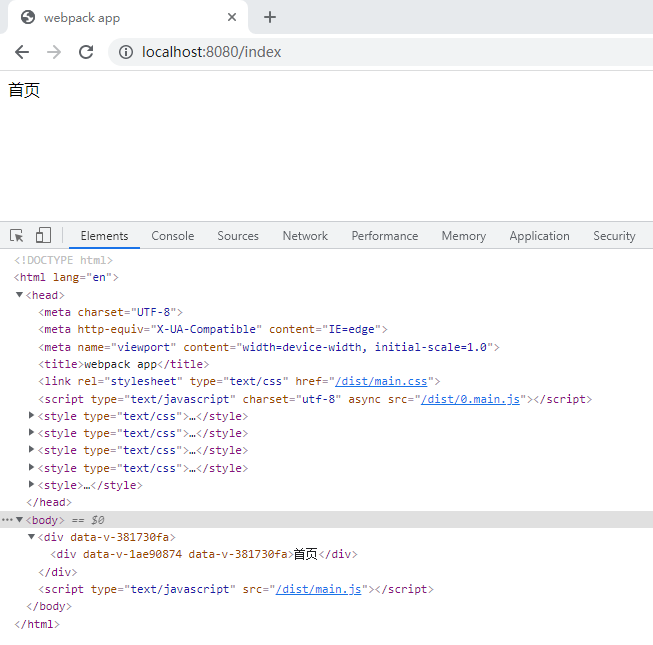 webpack app
localhost:8080/index
首页
Elements Console Sources Network Performance Memory Application Security
<!DOCTYPE html>
<html lang="en">
<head>
<meta charset="UTF-8">
<meta http-equiv="X-UA-Compatible" content="IE=edge">
<meta name="viewport" content="width=device-width, initial-scale=1.0">
<title>webpack app</title>
<link rel="stylesheet" type="text/css" href="/dist/main.css">
<script type="text/javascript" charset="utf-8" async src="/dist/0.main.js"></script>
<style type="text/css">…</style>
<style type="text/css">…</style>
<style type="text/css">…</style>
<style type="text/css">…</style>
<style>…</style>
</head>
<body> == $0
<div data-v-381730fa>
<div data-v-1ae90874 data-v-381730fa>首页</div>
</div>
<script type="text/javascript" src="/dist/main.js"></script>
</body>
</html>